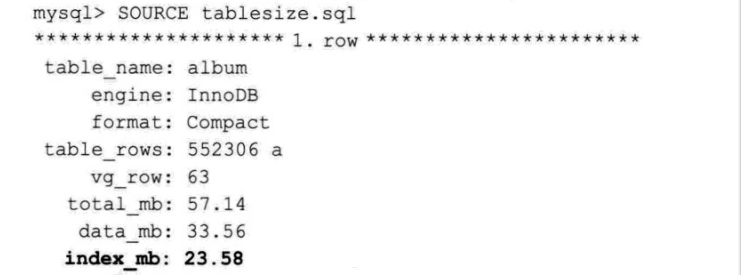 mysql> SOURCE tablesize.sql
********************* 1. row ***********************
table_name: album
engine: InnoDB
format: Compact
table_rows: 552306 a
vg_row: 63
total_mb: 57.14
data_mb: 33.56
index_mb: 23.58